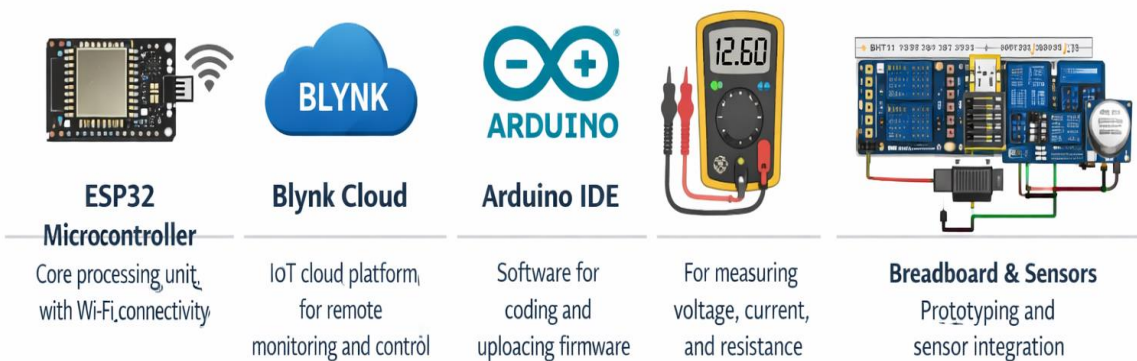 BLYNK
ARDUINO
12.60
ESP32
Microcontroller
Core processing unit,
with Wi-Fi connectivity
Blynk Cloud
IoT cloud platform,
for remote
monitoring and control
Arduino IDE
Software for
coding and
uploacing firmware
For measuring
voltage, current,
and resistance
Breadboard & Sensors
Prototyping and
sensor integration